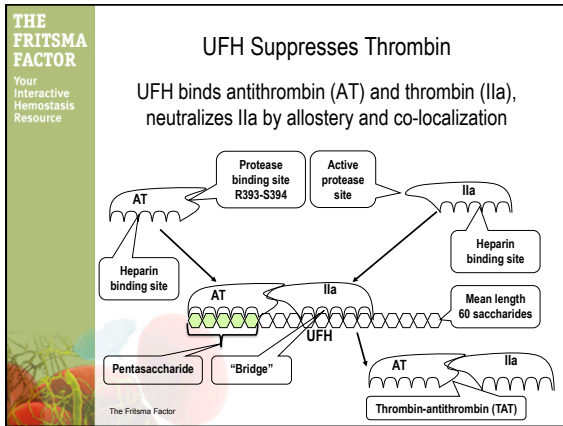 THE
FRITSMA
FACTOR
Your
Interactive
Hemostasis
Resource
UFH Suppresses Thrombin
UFH binds antithrombin (AT) and thrombin (IIa),
neutralizes IIa by allostery and co-localization
Protease
binding site
R393-S394
Active
protease
site
AT
IIa
Heparin
binding site
Heparin
binding site
AT
IIa
Mean length
60 saccharides
UFH
Pentasaccharide
“Bridge”
AT
IIa
Thrombin-antithrombin (TAT)
The Fritsma Factor